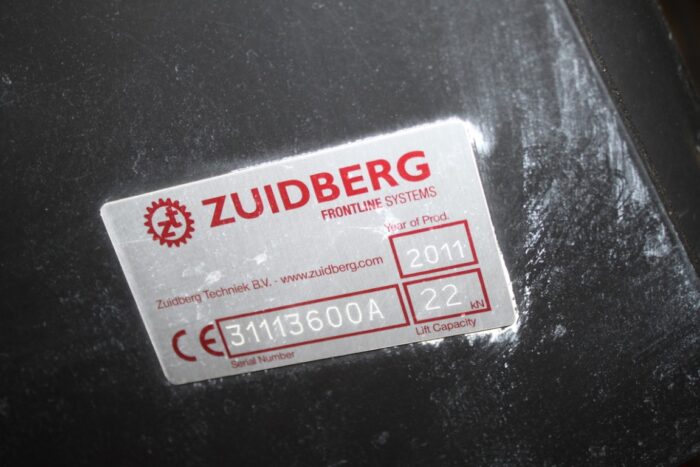 ZUIDBERG
FRONTLINE SYSTEMS
Year of Prod.
2011
Zuidberg Techniek B.V. - www.zuidberg.com
CE 31113600A 22 kN
Serial Number Lift Capacity